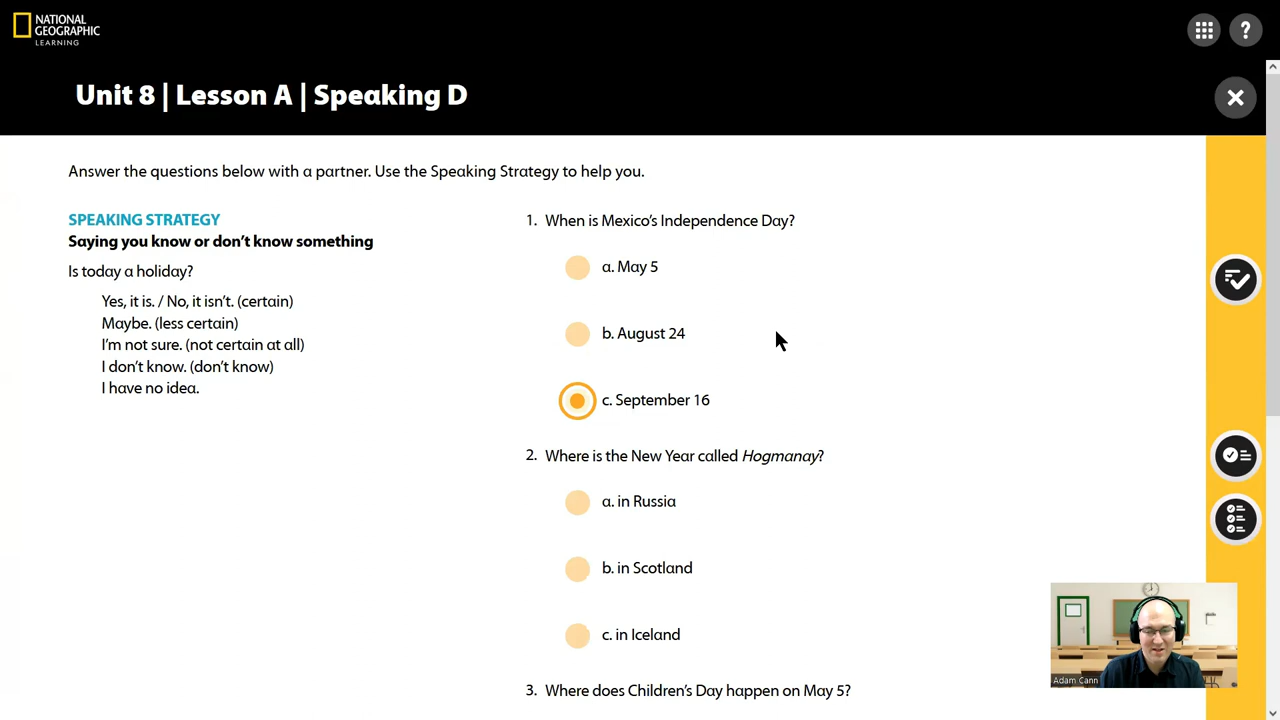 NATIONAL
GEOGRAPHIC
LEARNING
?
Unit 8 | Lesson A | Speaking D
Answer the questions below with a partner. Use the Speaking Strategy to help you.
SPEAKING STRATEGY
Saying you know or don't know something
Is today a holiday?
Yes, it is. / No, it isn't. (certain)
Maybe. (less certain)
I'm not sure. (not certain at all)
I don't know. (don't know)
I have no idea.
1. When is Mexico's Independence Day?
a. May 5
b. August 24
c. September 16
2. Where is the New Year called Hogmanay?
a. in Russia
b. in Scotland
c. in Iceland
3. Where does Children's Day happen on May 5?
Adam Cann